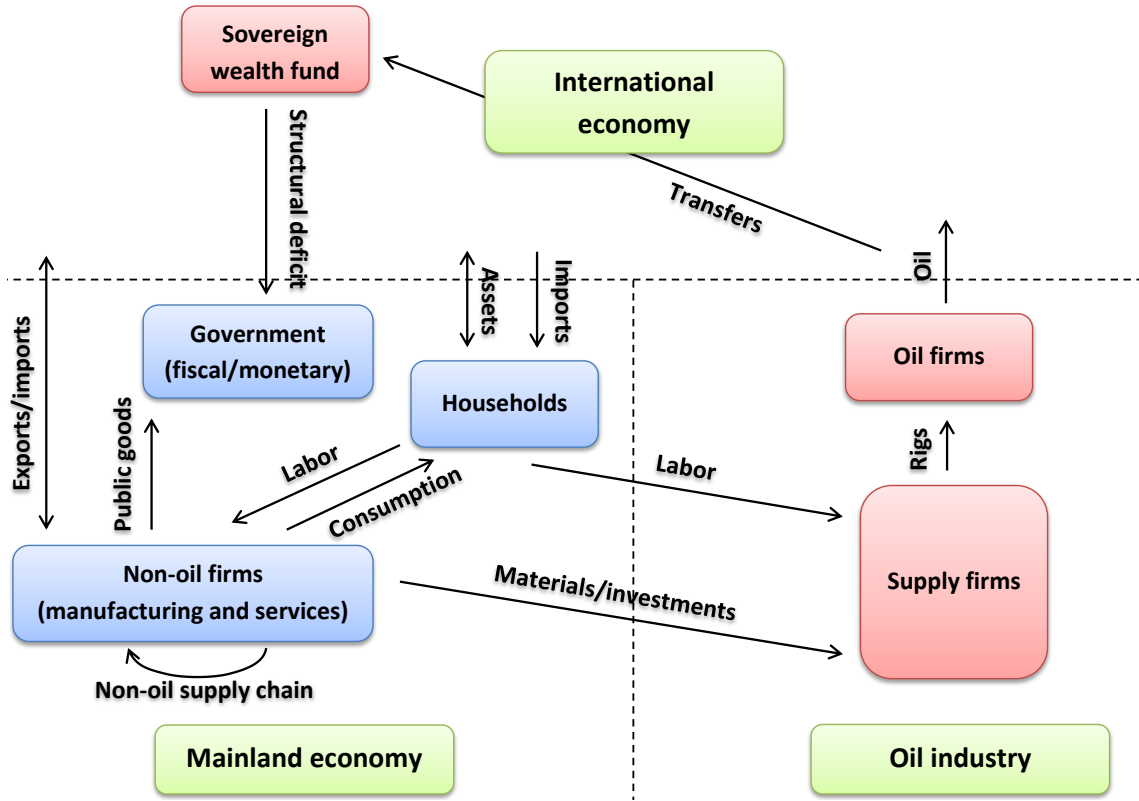 Sovereign
wealth fund
International
economy
Structural deficit
Transfers
Oil
Exports/imports
Assets
Imports
Government
(fiscal/monetary)
Oil firms
Households
Public goods
Labor
Consumption
Labor
Rigs
Non-oil firms
(manufacturing and services)
Materials/investments
Supply firms
Non-oil supply chain
Mainland economy
Oil industry